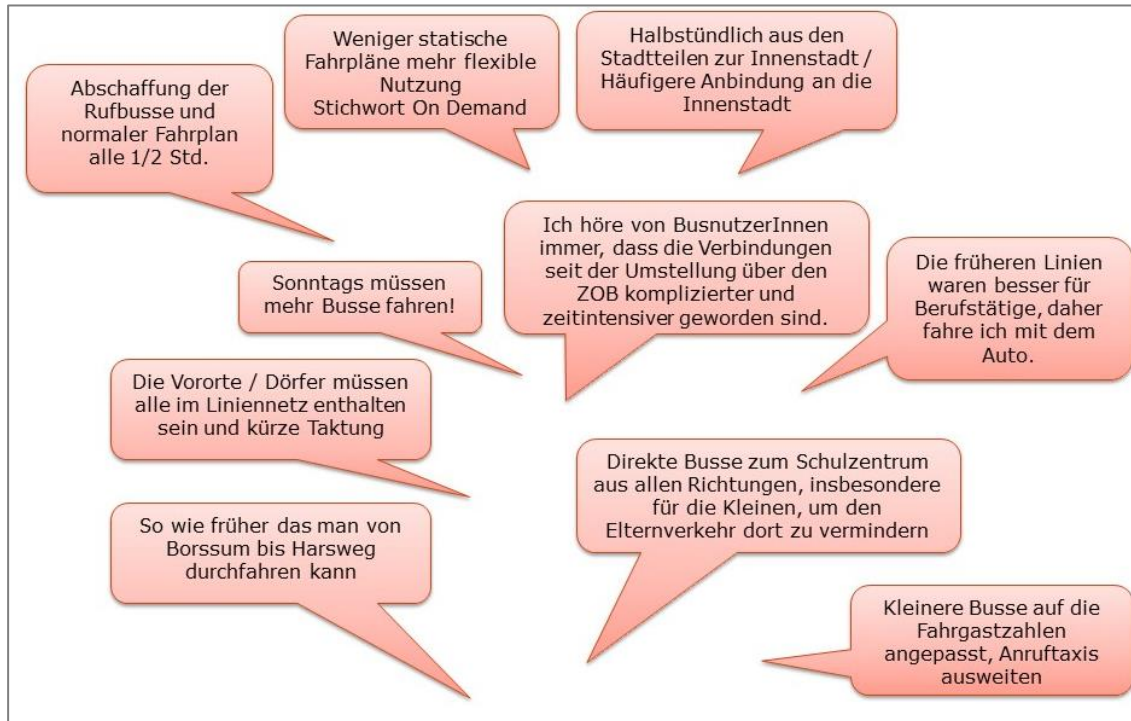 Abschaffung der
Rufbusse und
normaler Fahrplan
alle 1/2 Std.
Weniger statische
Fahrpläne mehr flexible
Nutzung
Stichwort On Demand
Halbstündlich aus den
Stadtteilen zur Innenstadt /
Häufigere Anbindung an die
Innenstadt
Sonntags müssen
mehr Busse fahren!
Ich höre von BusnutzerInnen
immer, dass die Verbindungen
seit der Umstellung über den
ZOB komplizierter und
zeitintensiver geworden sind.
Die früheren Linien
waren besser für
Berufstätige, daher
fahre ich mit dem
Auto.
Die Vororte / Dörfer müssen
alle im Liniennetz enthalten
sein und kürze Taktung
Direkte Busse zum Schulzentrum
aus allen Richtungen, insbesondere
für die Kleinen, um den
Elternverkehr dort zu vermindern
So wie früher das man von
Borssum bis Harsweg
durchfahren kann
Kleinere Busse auf die
Fahrgastzahlen
angepasst, Anruftaxis
ausweiten